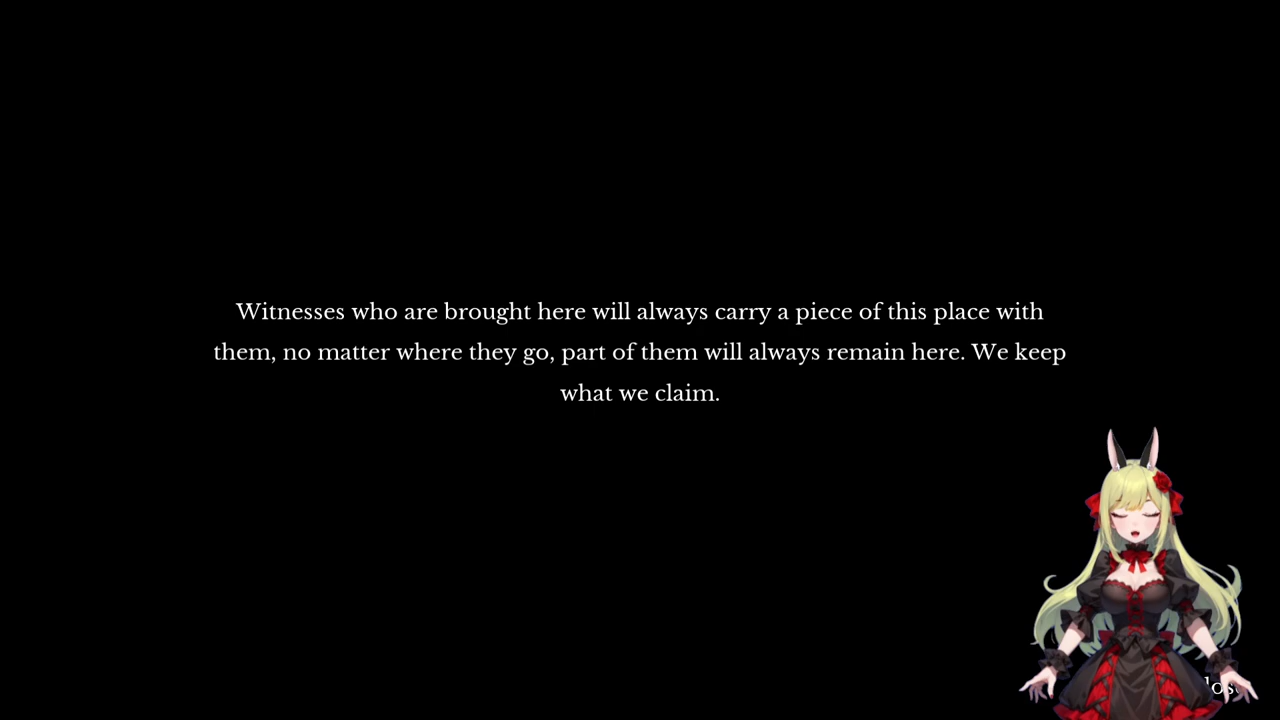 Witnesses who are brought here will always carry a piece of this place with
them, no matter where they go, part of them will always remain here. We keep
what we claim.